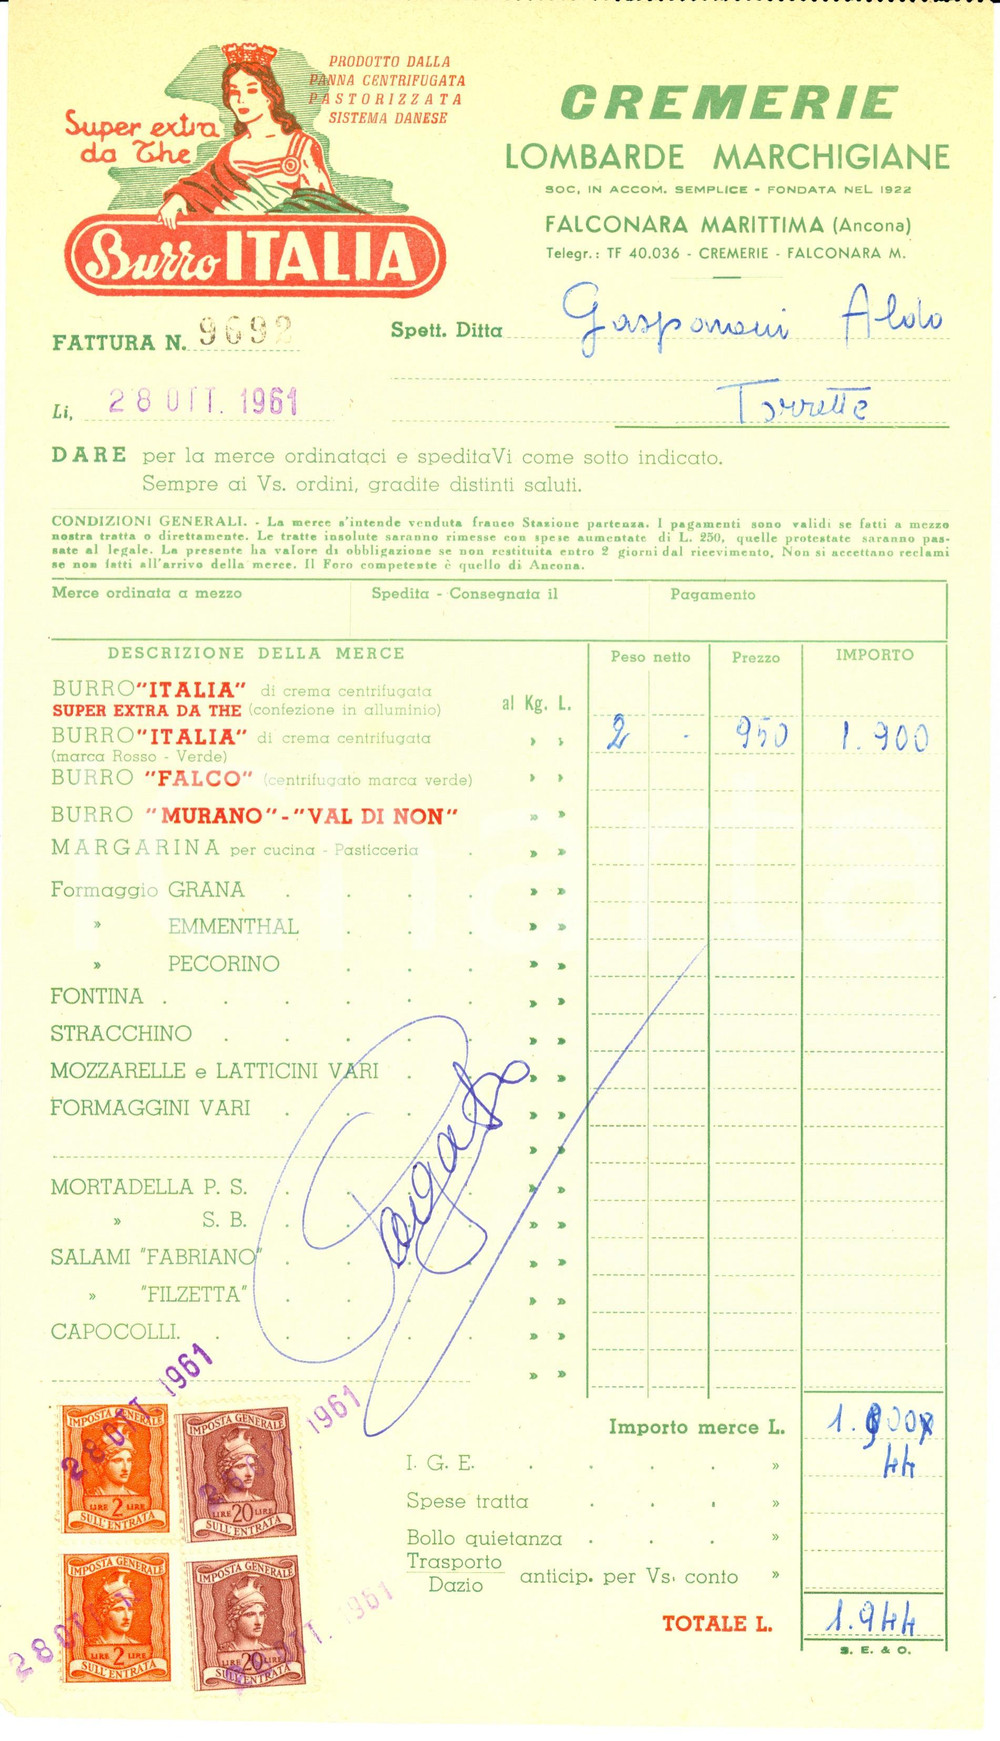 PRODOTTO DALLA
PANNA CENTRIFUGATA
PASTORIZZATA
SISTEMA DANESE
Super extra
da The
Burro ITALIA
CREMERIE
LOMBARDE MARCHIGIANE
SOC, IN ACCOM. SEMPLICE - FONDATA NEL 1922
FALCONARA MARITTIMA (Ancona)
Telegr.: TF 40.036 - CREMERIE - FALCONARA M.
FATTURA N. 9692
Spett. Ditta Gasponani Aldo
Li, 28 OTT. 1961
Torrette
DARE per la merce ordinataci e speditaVi come sotto indicato.
Sempre ai Vs. ordini, gradite distinti saluti.
CONDIZIONI GENERALI. - La merce s'intende venduta franco Stazione partenza. I pagamenti sono validi se fatti a mezzo
nostra tratta o direttamente. Le tratte insolute saranno rimesse con spese aumentate di L. 250, quelle protestate saranno pas-
sate al legale. La presente ha valore di obbligazione se non restituita entro 2 giorni dal ricevimento, Non si accettano reclami
se non fatti all'arrivo della merce. Il Foro competente è quello di Ancona.
Merce ordinata a mezzo Spedita - Consegnata il Pagamento
DESCRIZIONE DELLA MERCE Peso netto Prezzo IMPORTO
BURRO "ITALIA" di crema centrifugata
SUPER EXTRA DA THE (confezione in alluminio) al Kg. L.
BURRO "ITALIA" di crema centrifugata » » 2 . 950 1.900
(marca Rosso - Verde)
BURRO "FALCO" (centrifugato marca verde) » »
BURRO "MURANO" - "VAL DI NON" » »
MARGARINA per cucina - Pasticceria . » »
Formaggio GRANA . . . . » »
» EMMENTHAL . . . » »
» PECORINO . . . » »
FONTINA . . . . . . » »
STRACCHINO . . . . . » »
MOZZARELLE e LATTICINI VARI . . » »
FORMAGGINI VARI . . . . » »
» »
MORTADELLA P. S. . . . . » »
» S. B. . . . . » »
SALAMI "FABRIANO" . . . . » »
» "FILZETTA" . . . . » »
CAPOCOLLI. . . . . . » »
» »
28 OTT 1961
1961
Importo merce L. 1.900
I. G. E. . . . . » 44
Spese tratta . . . »
Bollo quietanza . . . »
Trasporto
Dazio anticip. per Vs. conto »
TOTALE L. 1.944
S. E. & O.
IMPOSTA GENERALE
LIRE 2 LIRE
SULL'ENTRATA
IMPOSTA GENERALE
LIRE 20 LIRE
SULL'ENTRATA
IMPOSTA GENERALE
LIRE 2 LIRE
SULL'ENTRATA
IMPOSTA GENERALE
LIRE 20 LIRE
SULL'ENTRATA
28 OTT
OTT. 1961